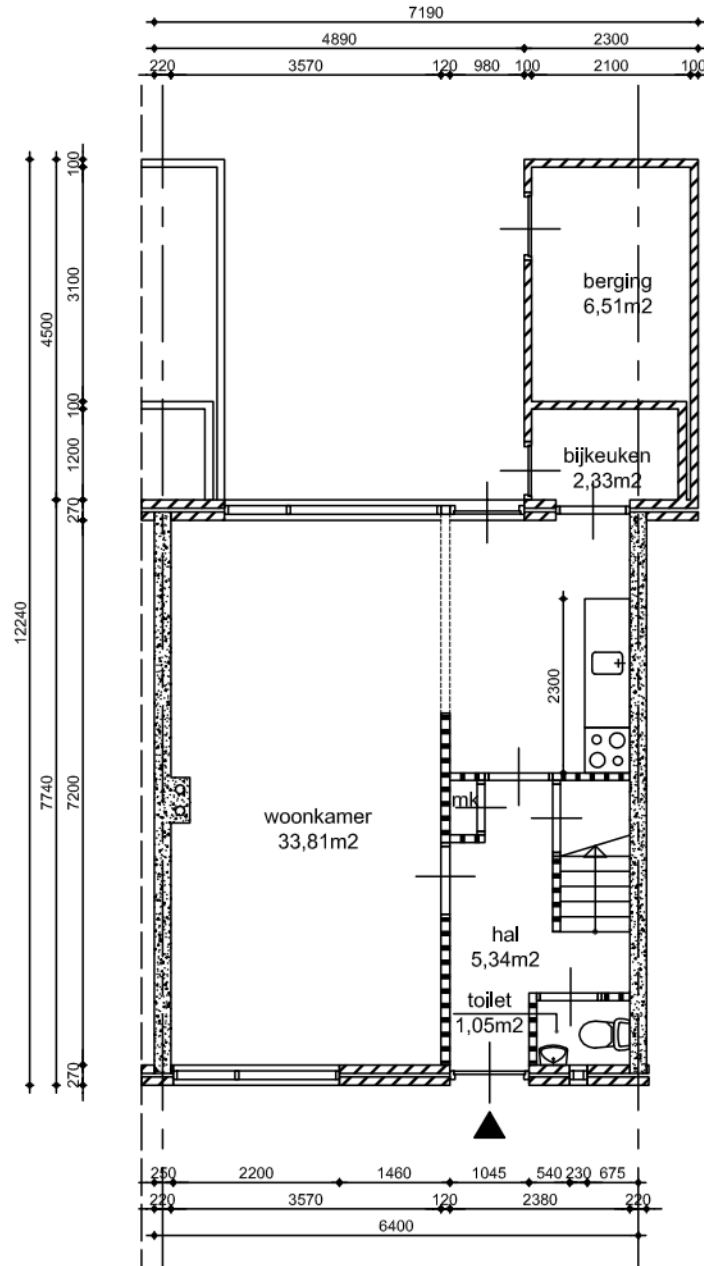 7190
4890 2300
220 3570 120 980 100 2100 100
100
3100
4500
100
1200
270
12240
7740
7200
270
berging
6,51m2
bijkeuken
2,33m2
2300
mk
woonkamer
33,81m2
hal
5,34m2
toilet
1,05m2
250 2200 1460 1045 540 230 675
220 3570 120 2380 220
6400